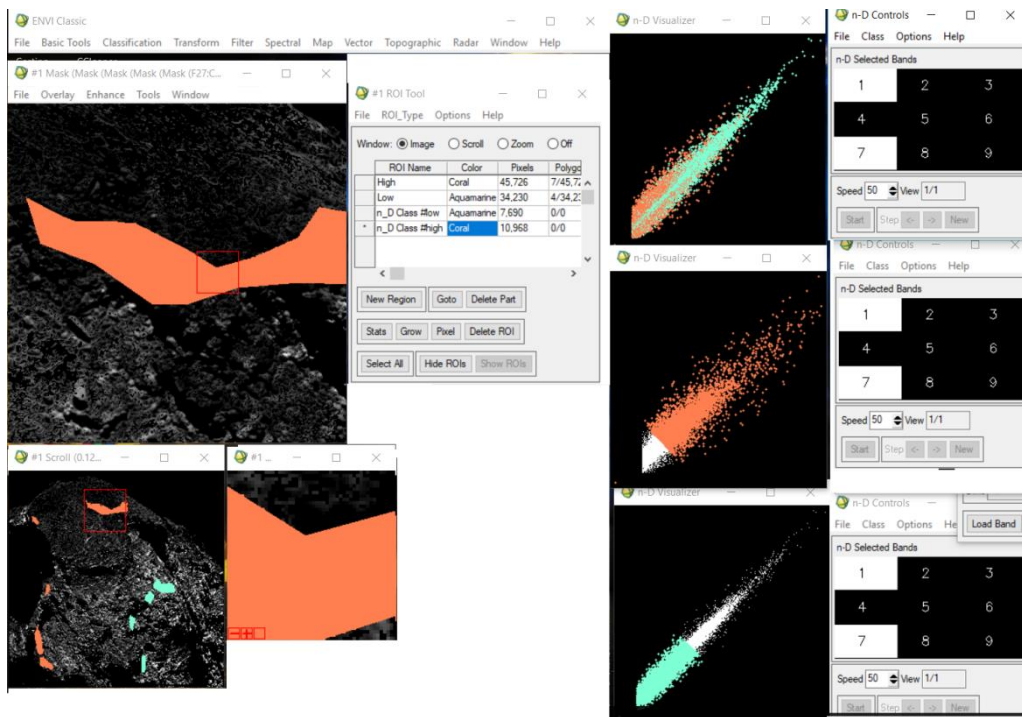 ENVI Classic
File Basic Tools Classification Transform Filter Spectral Map Vector Topographic Radar Window Help
#1 Mask (Mask (Mask (Mask (Mask (F27:C...
File Overlay Enhance Tools Window
#1 ROI Tool
File ROI_Type Options Help
Window: Image Scroll Zoom Off
ROI Name Color Pixels Polygo
High Coral 45,726 7/45,72
Low Aquamarine 34,230 4/34,23
n_D Class #low Aquamarine 7,690 0/0
* n_D Class #high Coral 10,968 0/0
New Region Goto Delete Part
Stats Grow Pixel Delete ROI
Select All Hide ROIs Show ROIs
#1 Scroll (0.12...
#1 ...
n-D Visualizer
n-D Controls
File Class Options Help
n-D Selected Bands
1 2 3
4 5 6
7 8 9
Speed 50 View 1/1
Start Step <- -> New
n-D Visualizer
n-D Controls
File Class Options Help
n-D Selected Bands
1 2 3
4 5 6
7 8 9
Speed 50 View 1/1
Start Step <- -> New
n-D Visualizer
n-D Controls
File Class Options He
Load Band
n-D Selected Bands
1 2 3
4 5 6
7 8 9
Speed 50 View 1/1
Start Step <- -> New